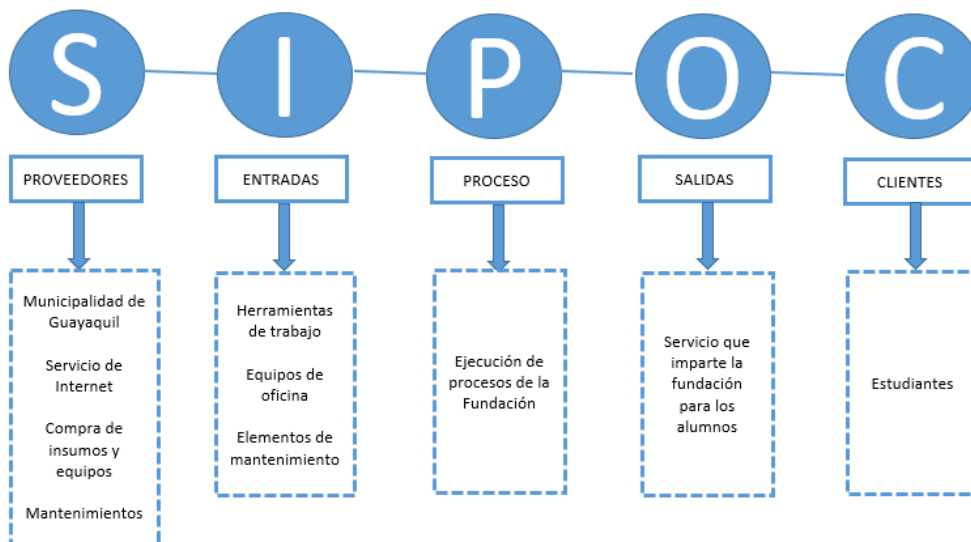 S I P O C
PROVEEDORES
ENTRADAS
PROCESO
SALIDAS
CLIENTES
Municipalidad de
Guayaquil
Servicio de
Internet
Compra de
insumos y
equipos
Mantenimientos
Herramientas
de trabajo
Equipos de
oficina
Elementos de
mantenimiento
Ejecución de
procesos de la
Fundación
Servicio que
imparte la
fundación
para los
alumnos
Estudiantes